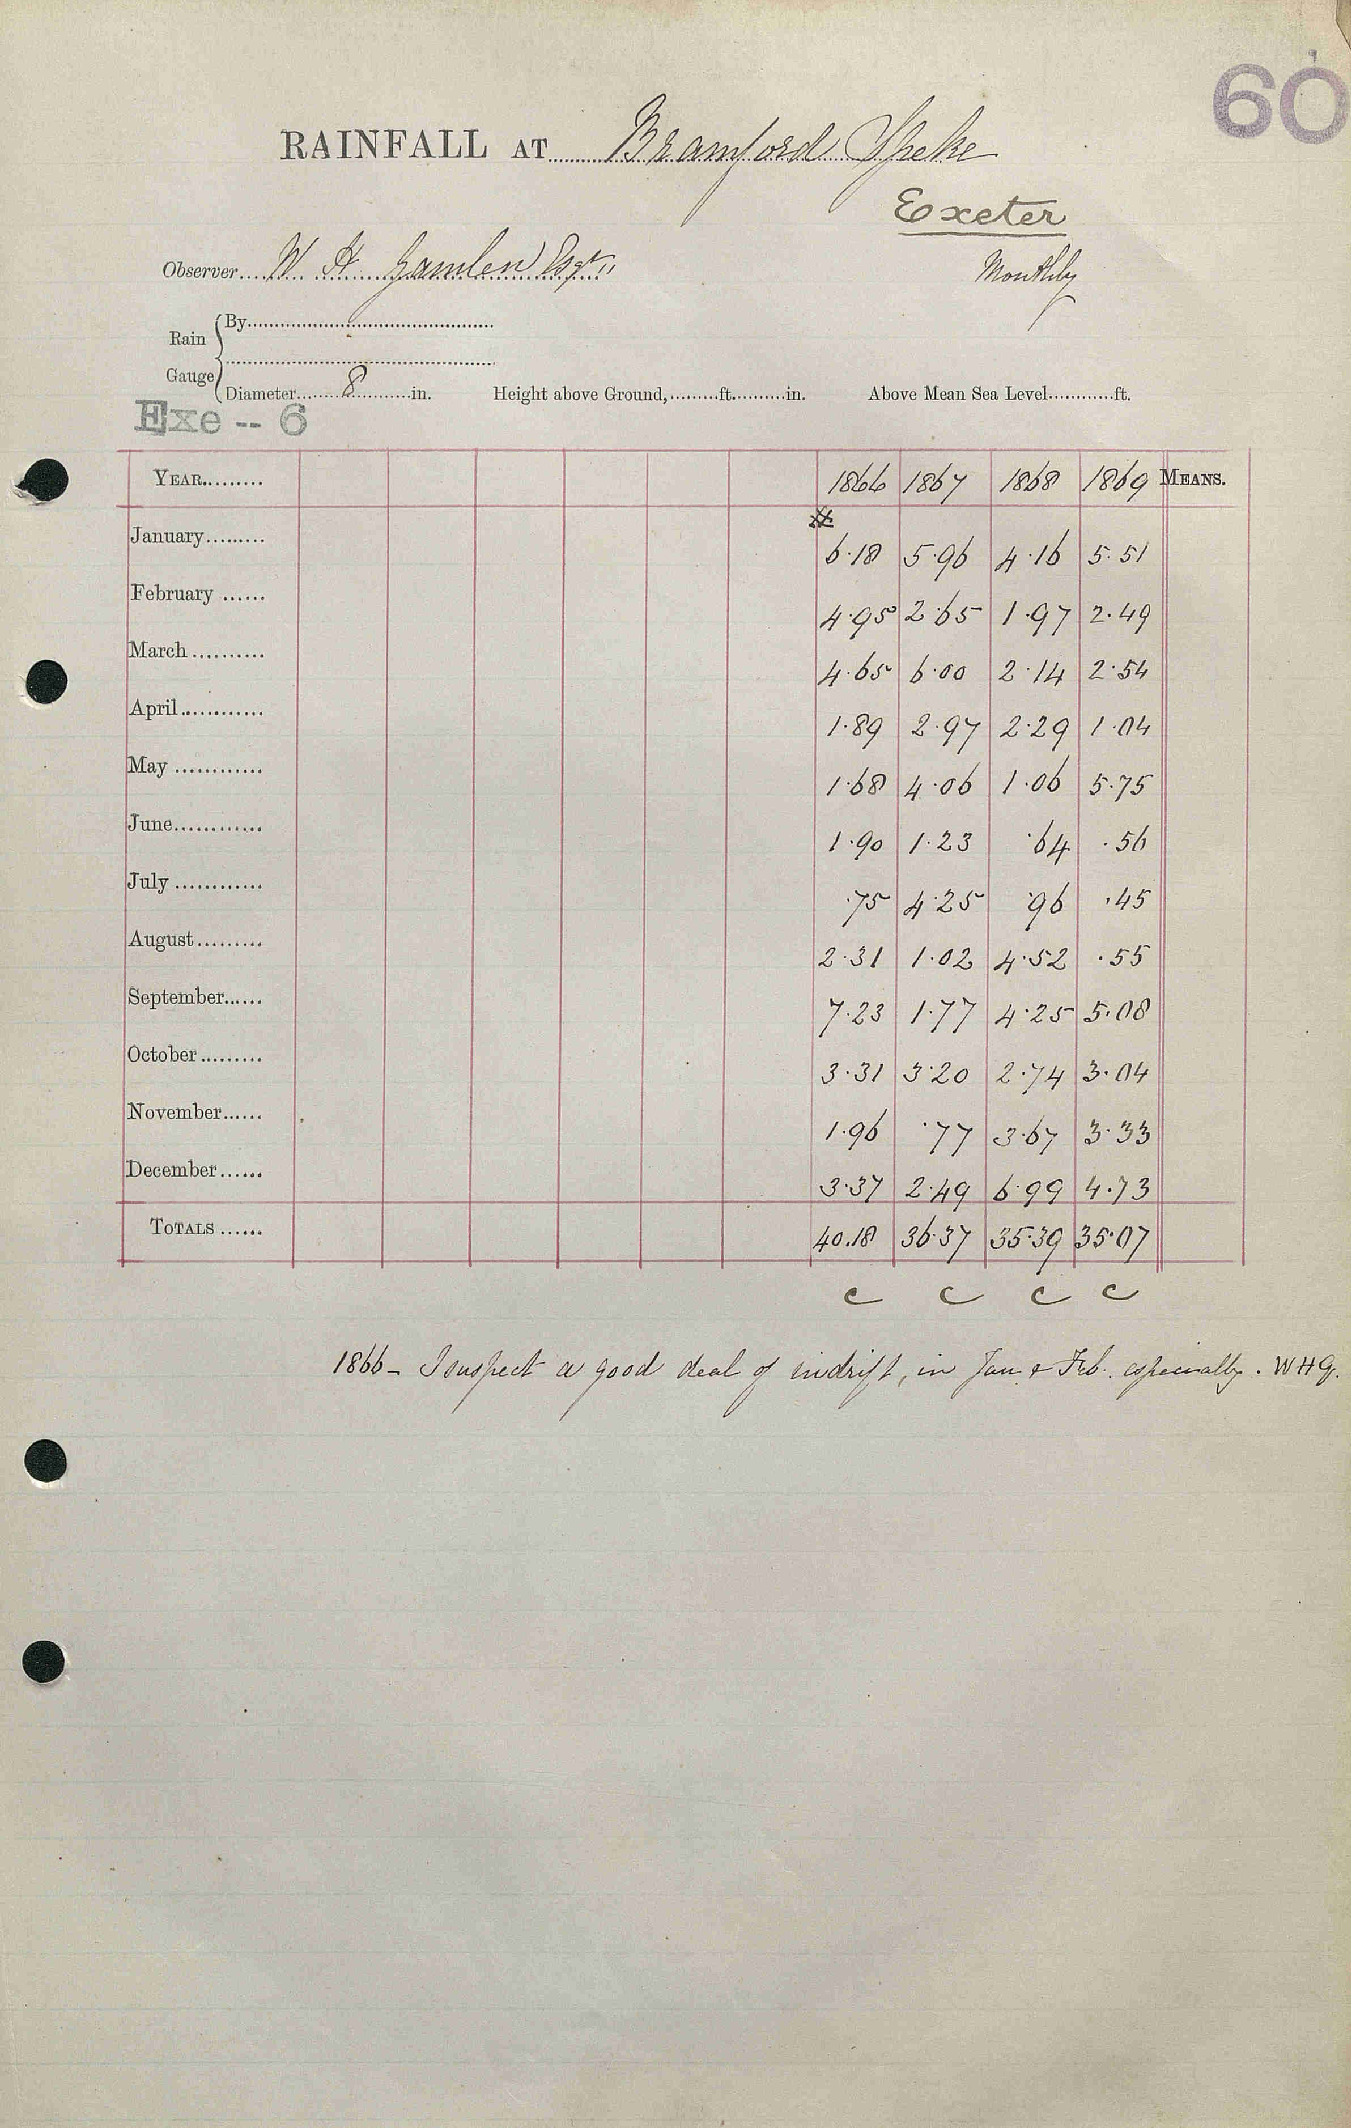 60
RAINFALL AT Bramford Speke
Exeter
Observer W. H. Gamlen Esqr.
Monthly
Rain Gauge
By
Diameter 8 in. Height above Ground, ft. in. Above Mean Sea Level ft.
Exe -- 6
YEAR 1866 1867 1868 1869 MEANS.
January 6.18 5.96 4.16 5.51
February 4.95 2.65 1.97 2.49
March 4.65 6.00 2.14 2.54
April 1.89 2.97 2.29 1.04
May 1.68 4.06 1.06 5.75
June 1.90 1.23 .64 .56
July .75 4.25 .96 .45
August 2.31 1.02 4.52 .55
September 7.23 1.77 4.25 5.08
October 3.31 3.20 2.74 3.04
November 1.96 .77 3.67 3.33
December 3.37 2.49 6.99 4.73
TOTALS 40.18 36.37 35.39 35.07
c c c c
1866 - I suspect a good deal of indrift, in Jan. & Feb. especially. W H G.